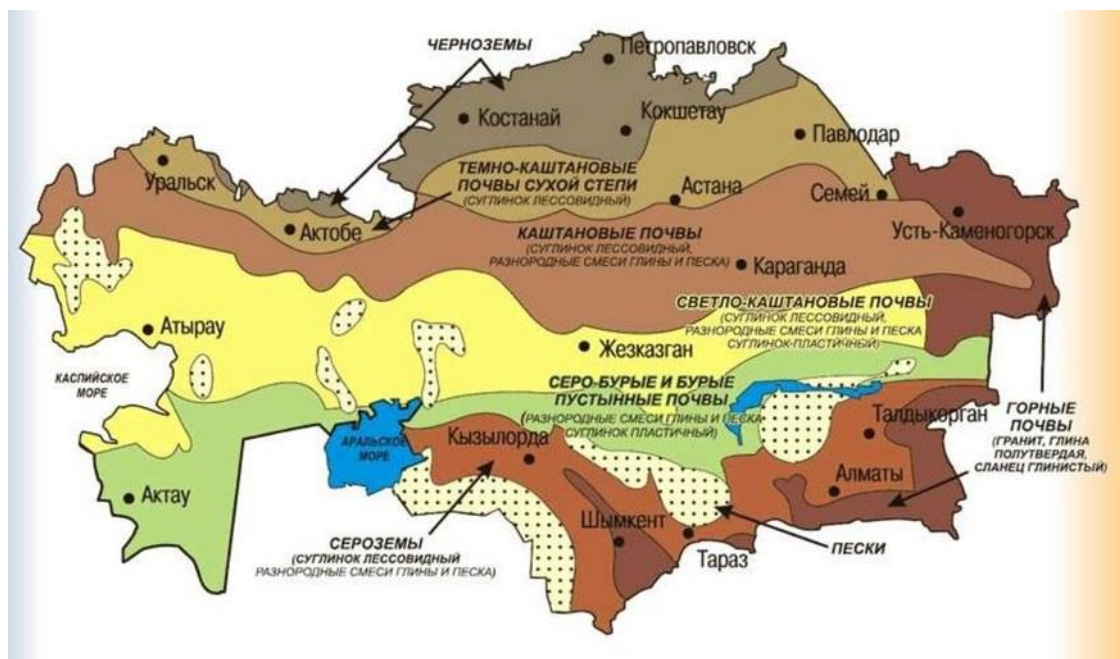 ЧЕРНОЗЕМЫ
Петропавловск
Костанай
Кокшетау
Павлодар
Уральск
ТЕМНО-КАШТАНОВЫЕ
ПОЧВЫ СУХОЙ СТЕПИ
(СУГЛИНОК ЛЕССОВИДНЫЙ)
Астана
Семей
Актобе
КАШТАНОВЫЕ ПОЧВЫ
(СУГЛИНОК ЛЕССОВИДНЫЙ,
РАЗНОРОДНЫЕ СМЕСИ ГЛИНЫ И ПЕСКА)
Усть-Каменогорск
Караганда
СВЕТЛО-КАШТАНОВЫЕ ПОЧВЫ
(СУГЛИНОК ЛЕССОВИДНЫЙ,
РАЗНОРОДНЫЕ СМЕСИ ГЛИНЫ И ПЕСКА
СУГЛИНОК-ПЛАСТИЧНЫЙ)
Атырау
Жезказган
КАСПИЙСКОЕ
МОРЕ
СЕРО-БУРЫЕ И БУРЫЕ
ПУСТЫННЫЕ ПОЧВЫ
(РАЗНОРОДНЫЕ СМЕСИ ГЛИНЫ И ПЕСКА
СУГЛИНОК ПЛАСТИЧНЫЙ)
Талдыкорган
ГОРНЫЕ
ПОЧВЫ
(ГРАНИТ, ГЛИНА
ПОЛУТВЕРДАЯ,
СЛАНЕЦ ГЛИНИСТЫЙ)
АРАЛЬСКОЕ
МОРЕ
Кызылорда
Алматы
Актау
Шымкент
Тараз
ПЕСКИ
СЕРОЗЕМЫ
(СУГЛИНОК ЛЕССОВИДНЫЙ
РАЗНОРОДНЫЕ СМЕСИ ГЛИНЫ И ПЕСКА)